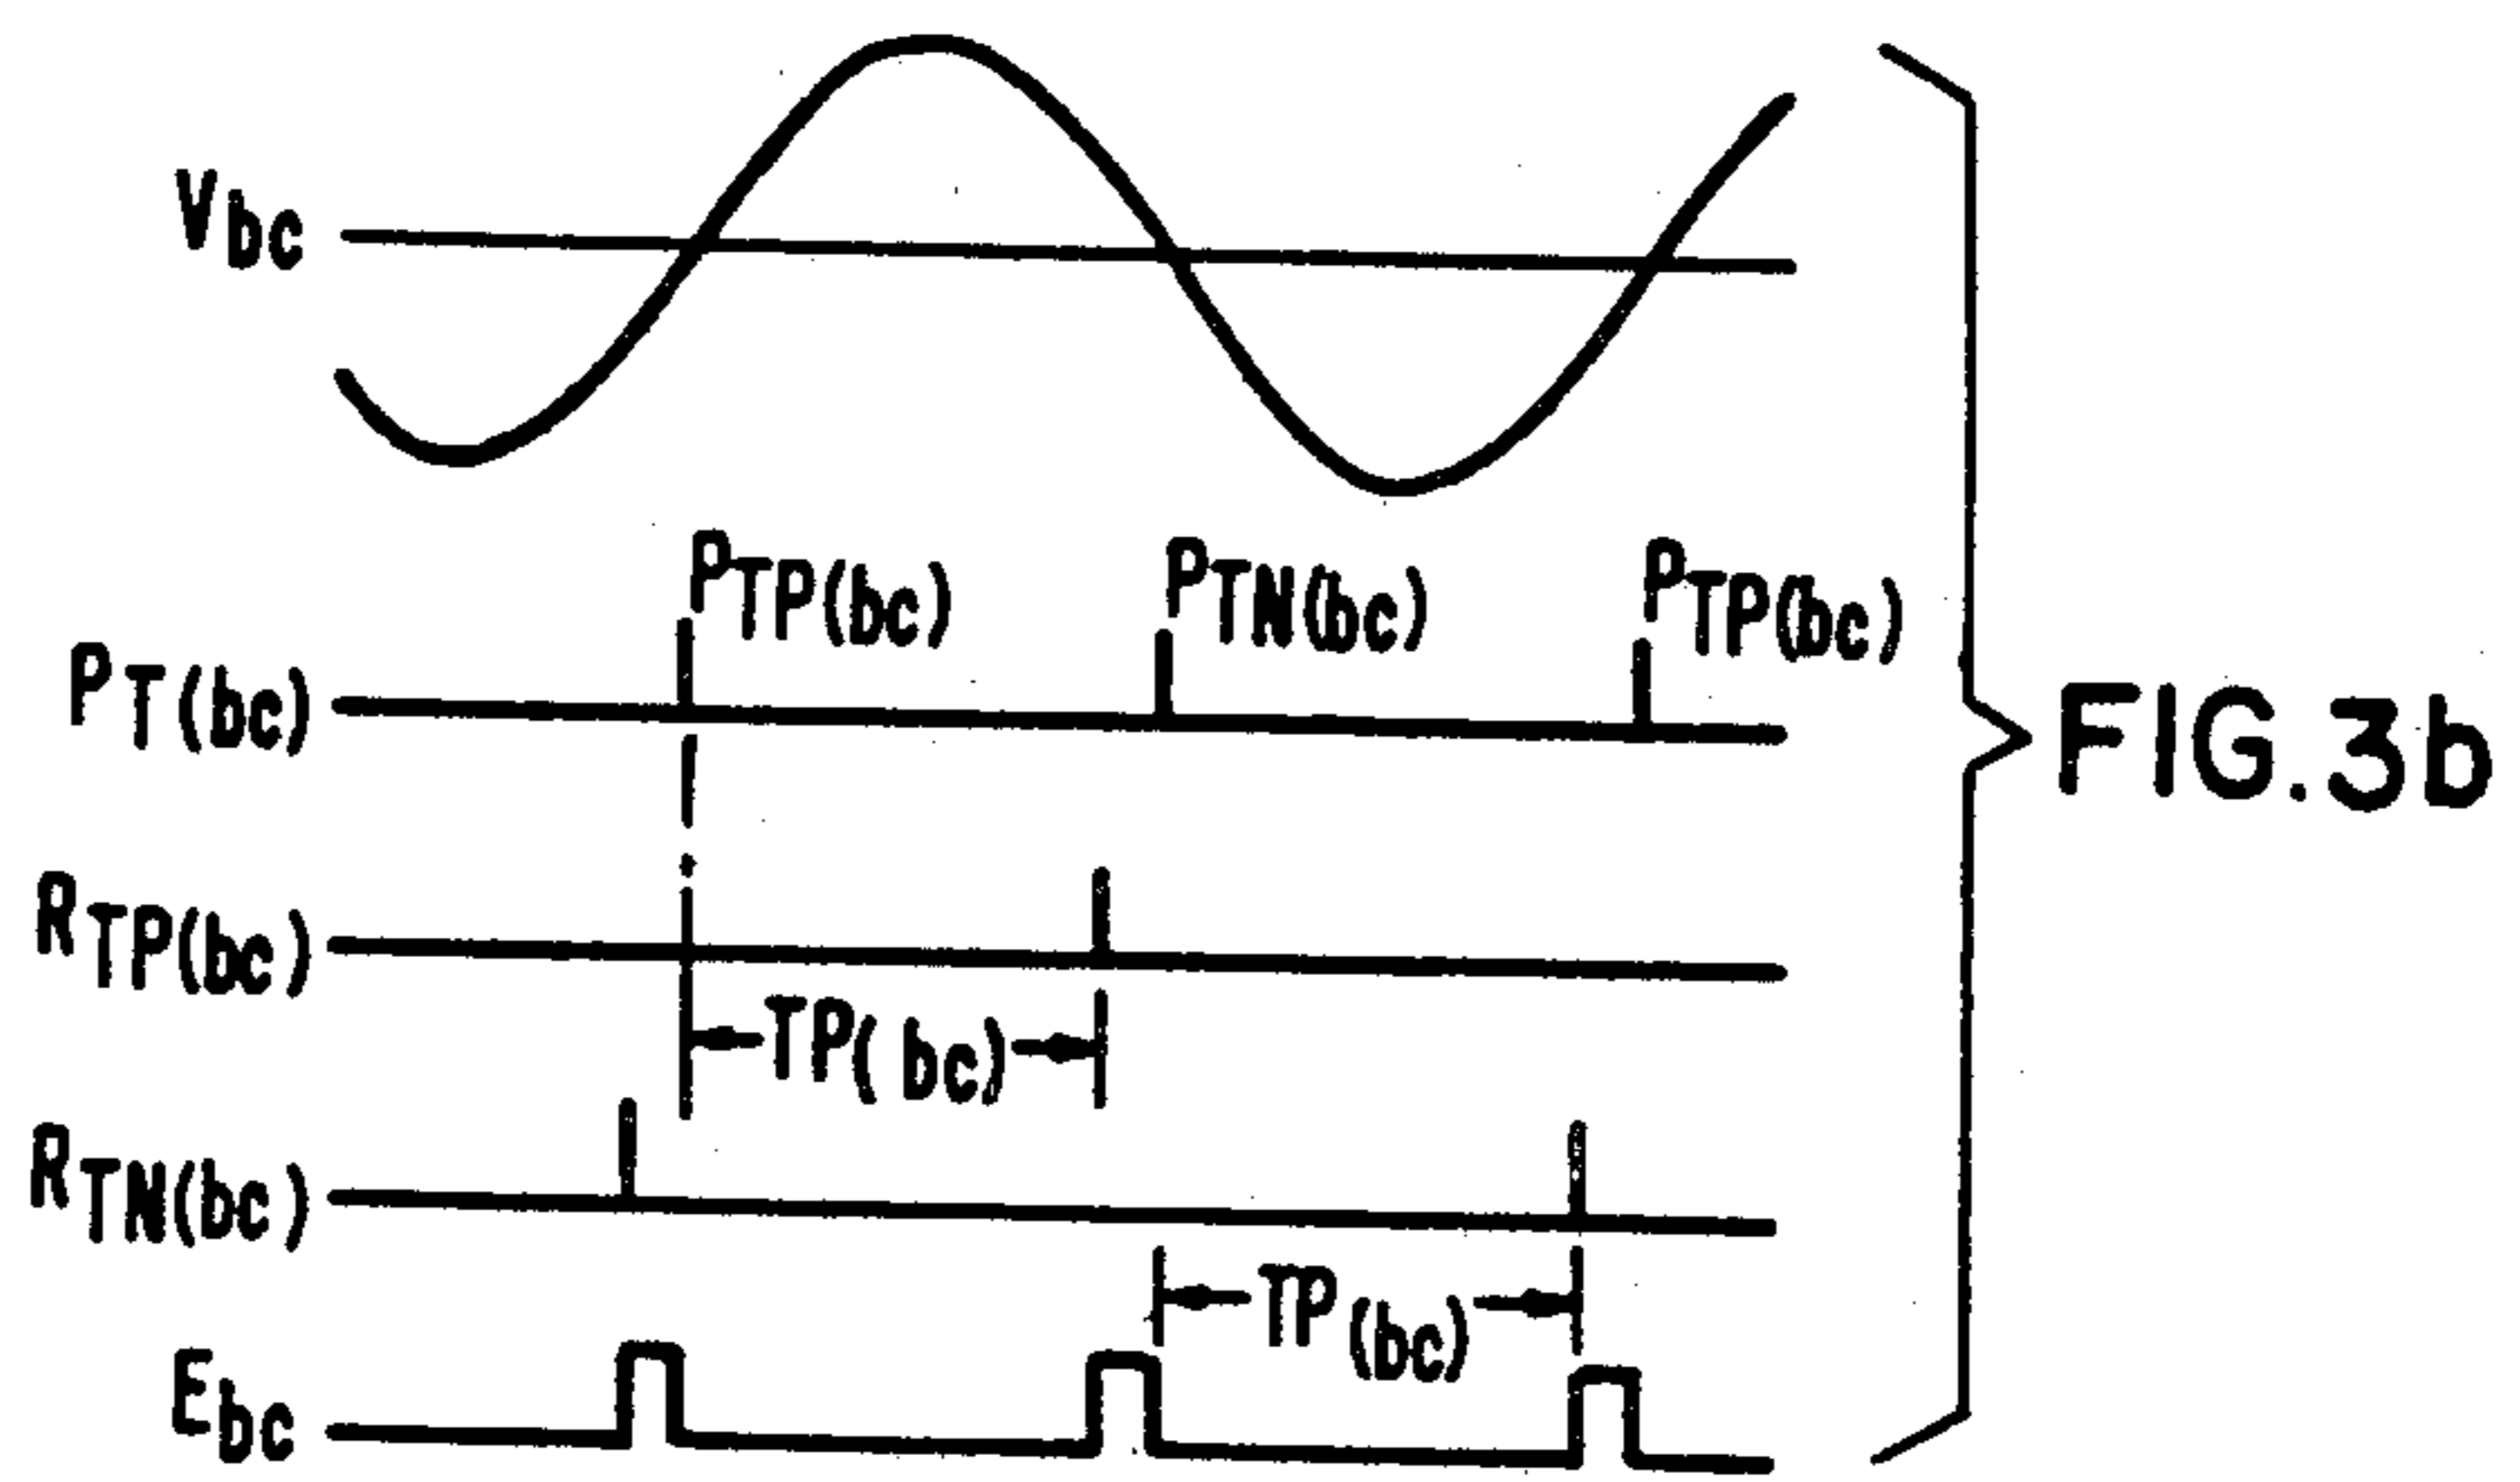 Vbc
PTP(bc) PTN(bc) PTP(bc)
PT(bc)
FIG.3b
RTP(bc)
TP(bc)
RTN(bc)
TP(bc)
Ebc